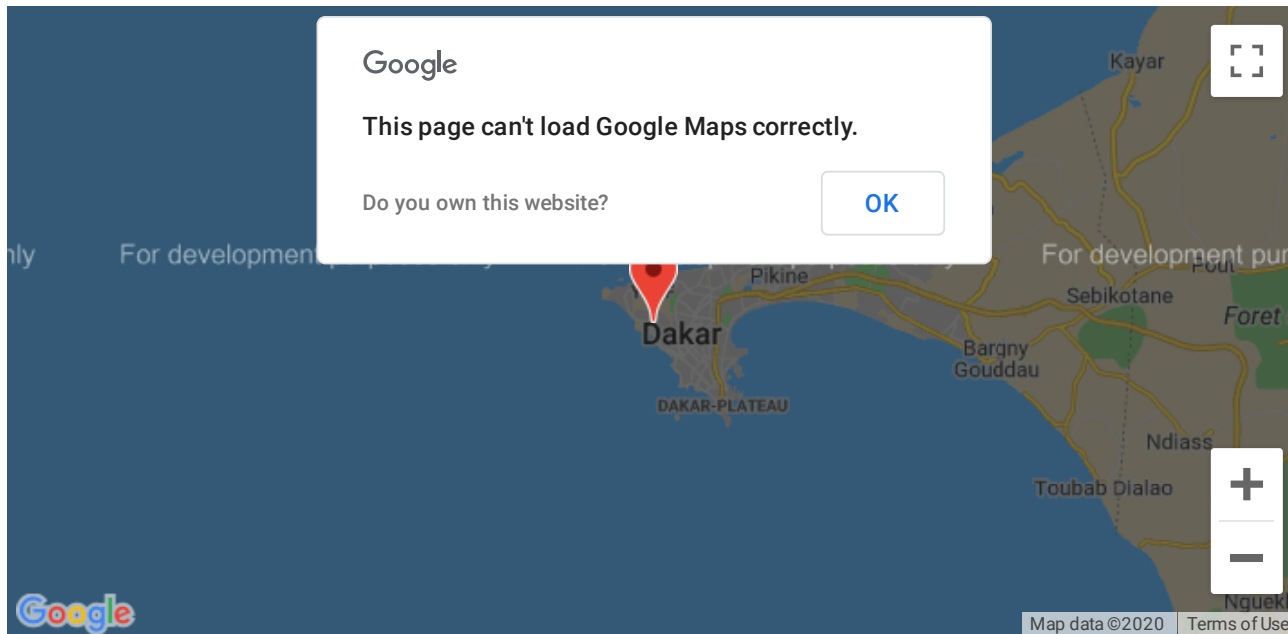 Google
This page can't load Google Maps correctly.
Do you own this website?
OK
Kayar
nly
For development
For development pur
Pout
Pikine
Sebikotane
Foret
Dakar
Bargny
Gouddau
DAKAR-PLATEAU
Ndiass
Toubab Dialao
Google
Map data ©2020
Terms of Use